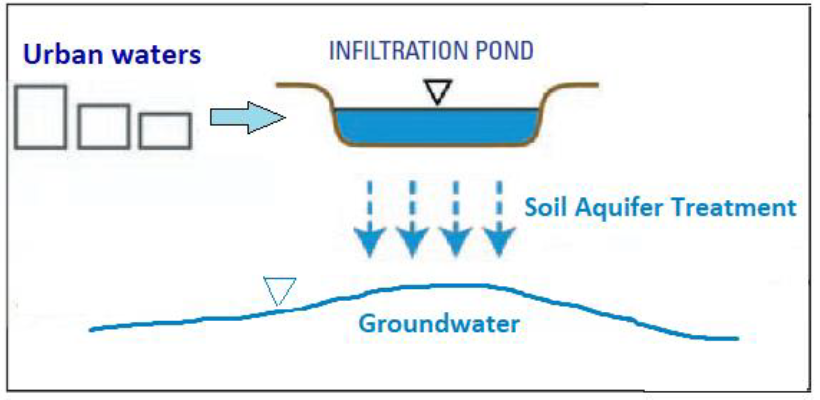 Urban waters
INFILTRATION POND
Soil Aquifer Treatment
Groundwater